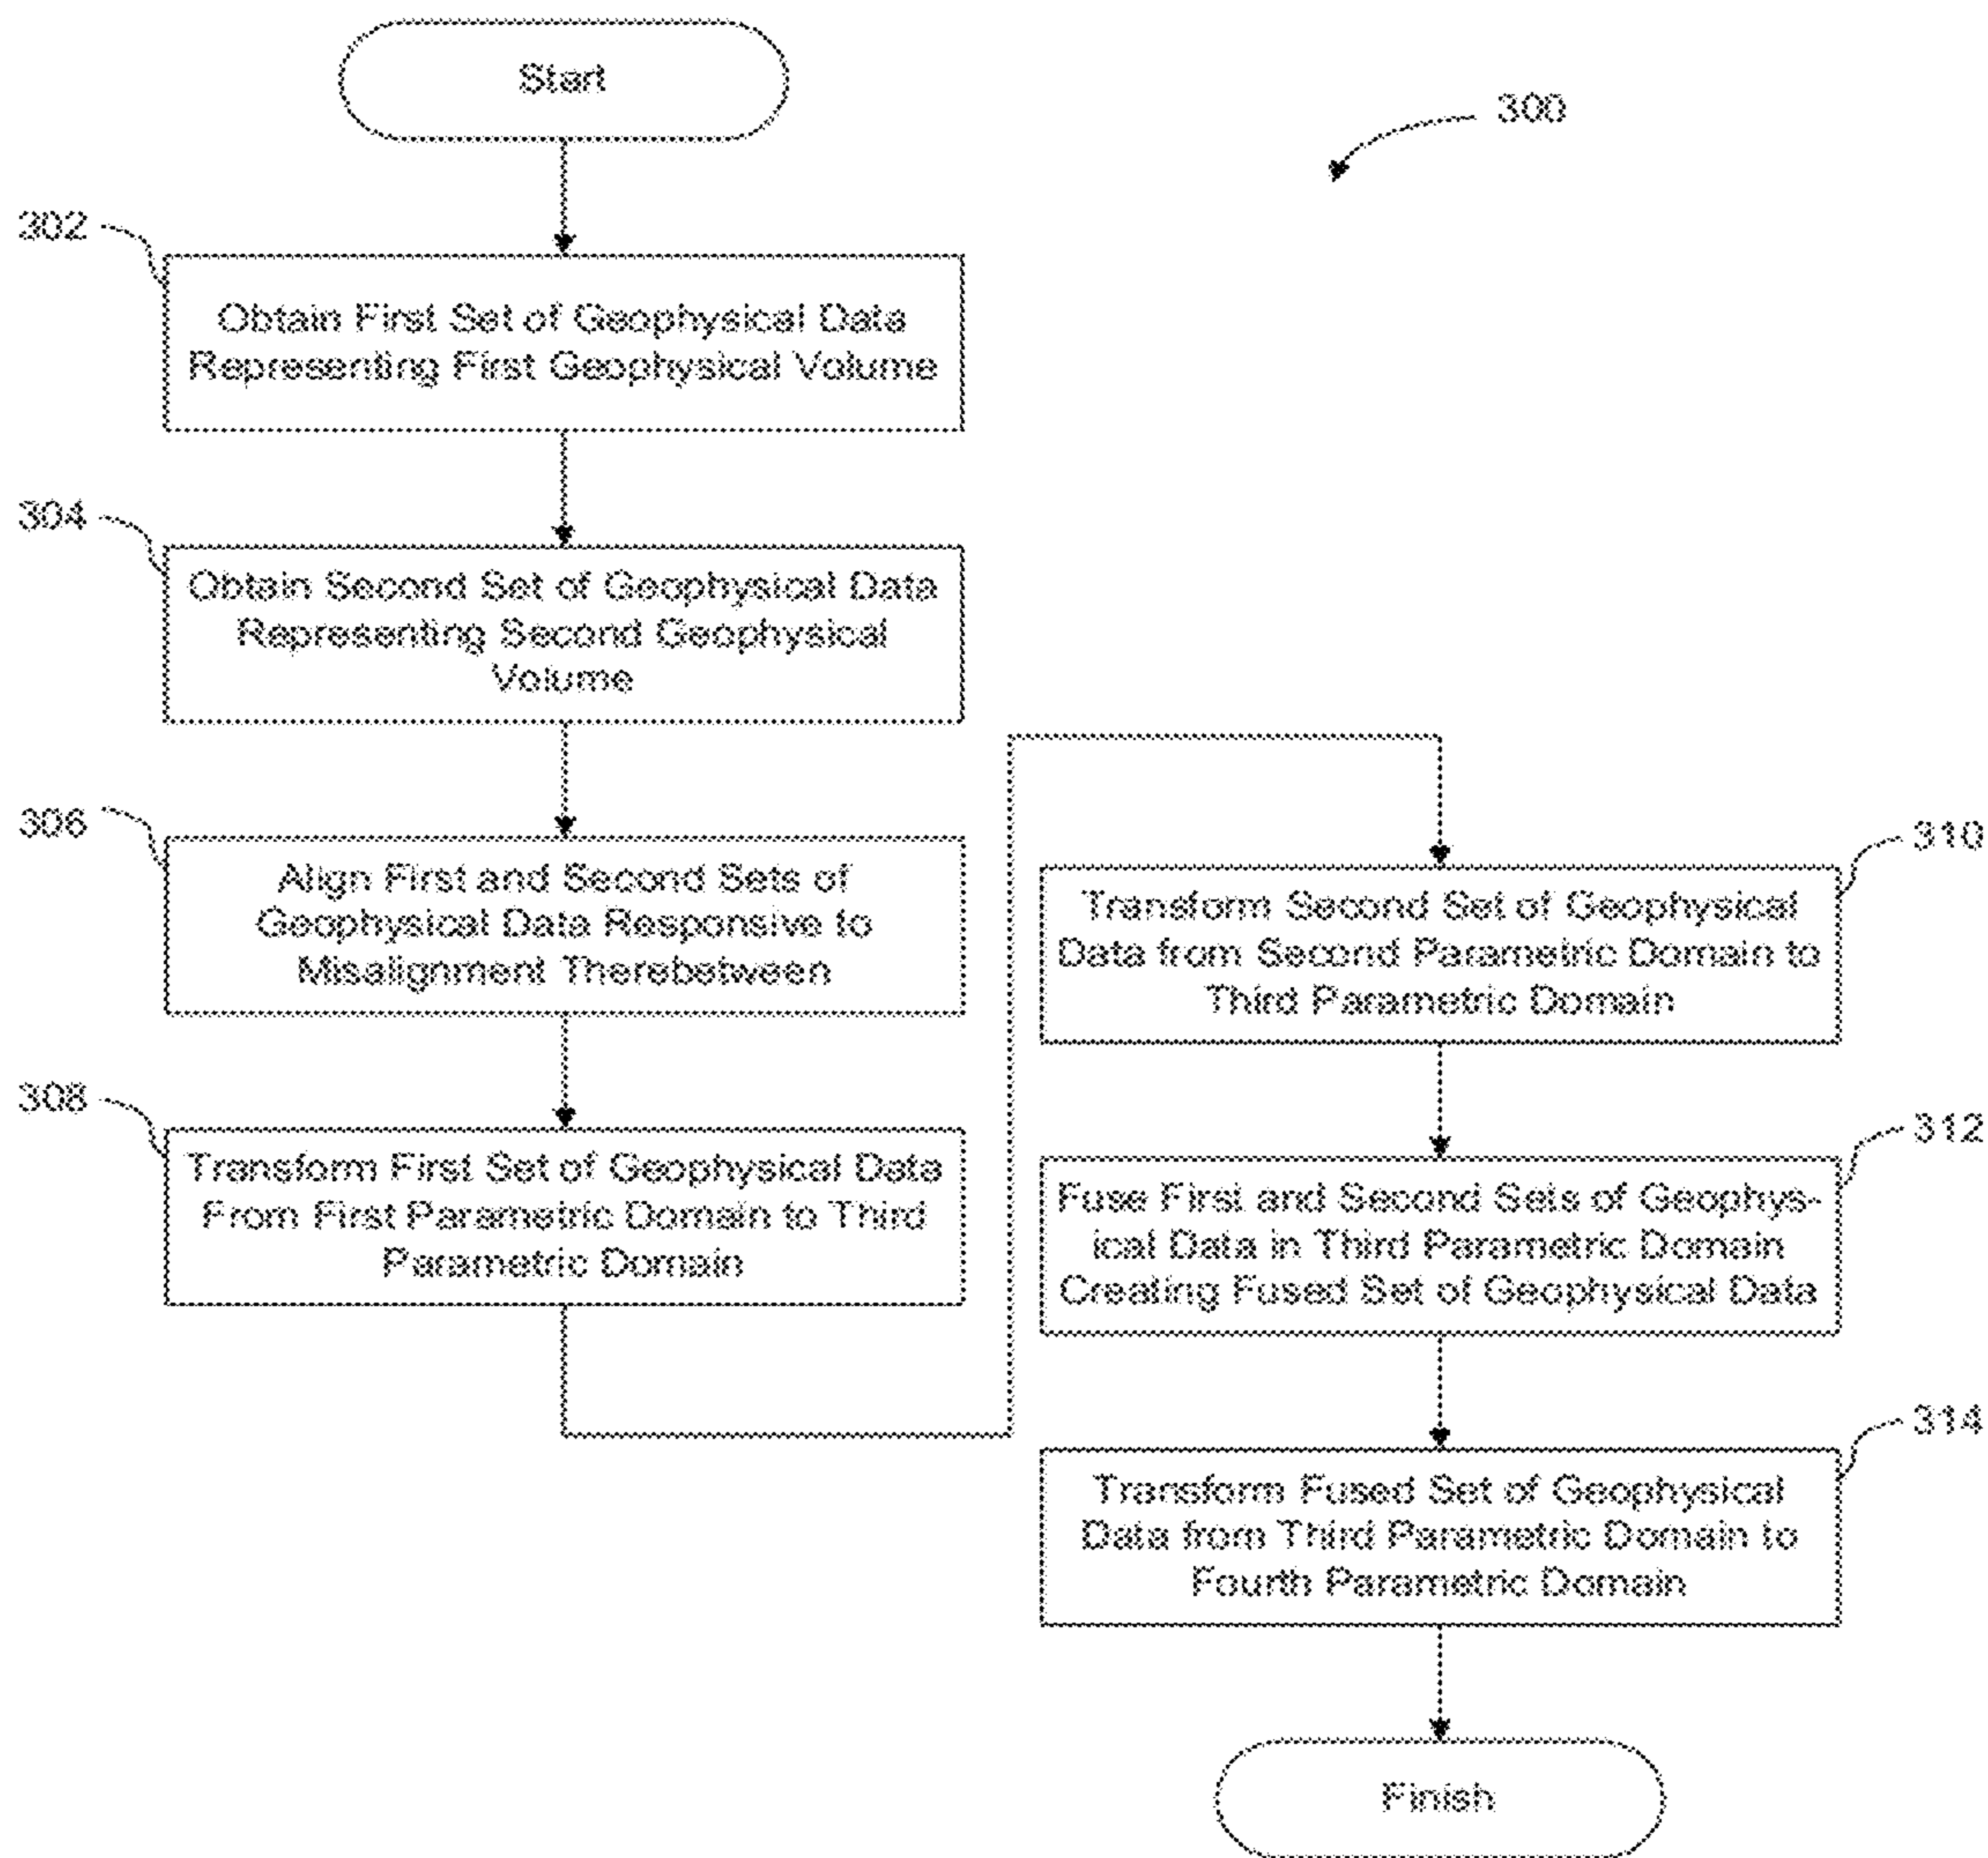 Start
300
302
Obtain First Set of Geophysical Data
Representing First Geophysical Volume
304
Obtain Second Set of Geophysical Data
Representing Second Geophysical
Volume
306
Align First and Second Sets of
Geophysical Data Responsive to
Misalignment Therebetween
308
Transform First Set of Geophysical Data
From First Parametric Domain to Third
Parametric Domain
310
Transform Second Set of Geophysical
Data from Second Parametric Domain to
Third Parametric Domain
312
Fuse First and Second Sets of Geophys-
ical Data in Third Parametric Domain
Creating Fused Set of Geophysical Data
314
Transform Fused Set of Geophysical
Data from Third Parametric Domain to
Fourth Parametric Domain
Finish